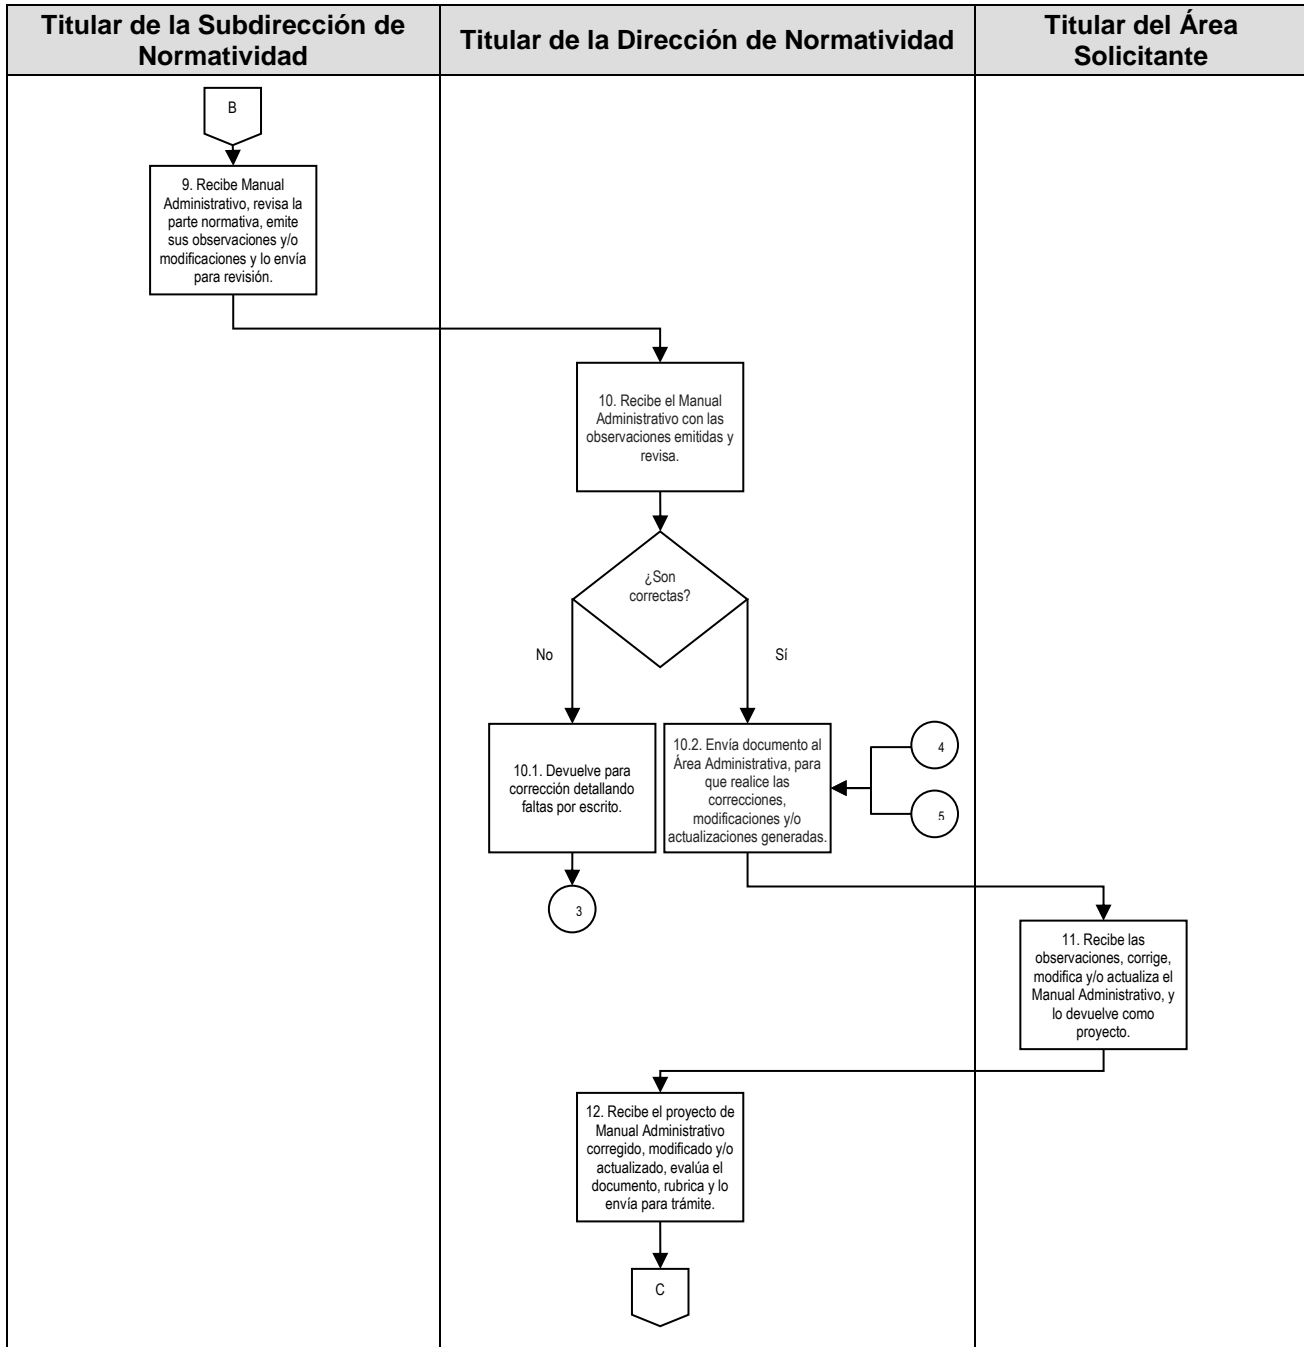 Titular de la Subdirección de
Normatividad
Titular de la Dirección de Normatividad
Titular del Área
Solicitante
B
9. Recibe Manual
Administrativo, revisa la
parte normativa, emite
sus observaciones y/o
modificaciones y lo envía
para revisión.
10. Recibe el Manual
Administrativo con las
observaciones emitidas y
revisa.
¿Son
correctas?
No
Sí
10.1. Devuelve para
corrección detallando
faltas por escrito.
10.2. Envía documento al
Área Administrativa, para
que realice las
correcciones,
modificaciones y/o
actualizaciones generadas.
4
5
3
11. Recibe las
observaciones, corrige,
modifica y/o actualiza el
Manual Administrativo, y
lo devuelve como
proyecto.
12. Recibe el proyecto de
Manual Administrativo
corregido, modificado y/o
actualizado, evalúa el
documento, rubrica y lo
envía para trámite.
C